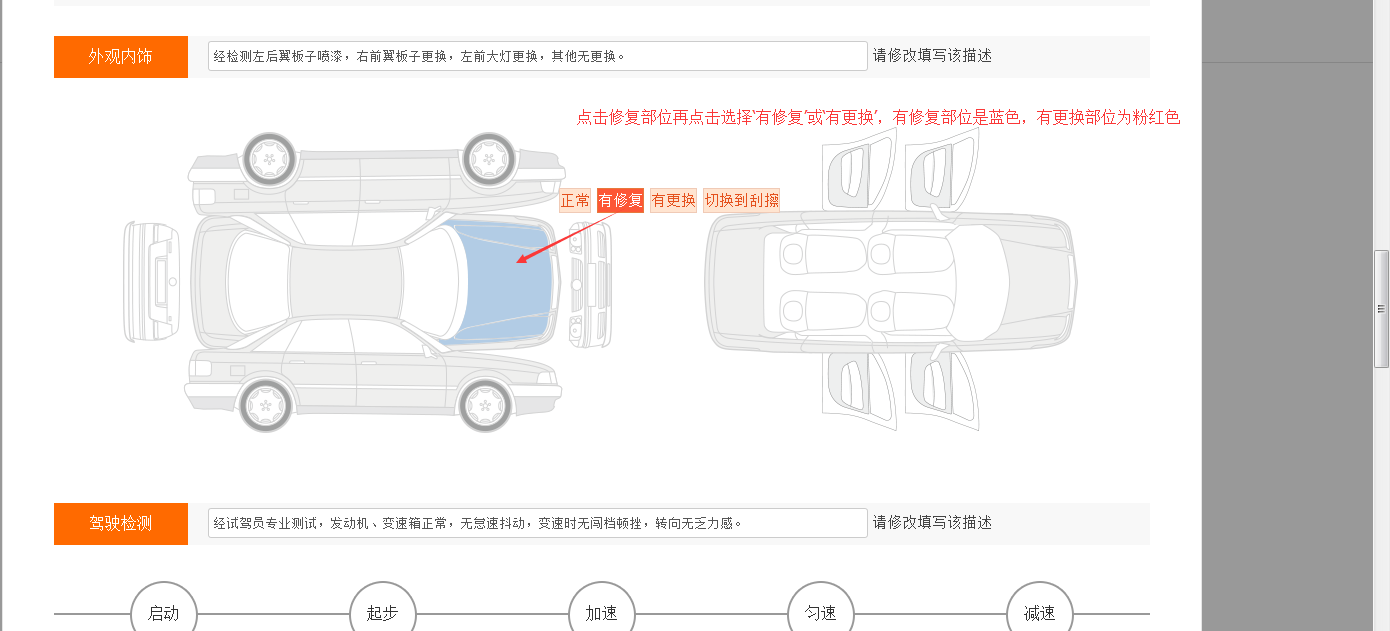 外观内饰
经检测左后翼板子喷漆，右前翼板子更换，左前大灯更换，其他无更换。
请修改填写该描述
点击修复部位再点击选择'有修复'或'有更换'，有修复部位是蓝色，有更换部位为粉红色
正常 有修复 有更换 切换到刮擦
驾驶检测
经试驾员专业测试，发动机、变速箱正常，无怠速抖动，变速时无闯档顿挫，转向无乏力感。
请修改填写该描述
启动 起步 加速 匀速 减速